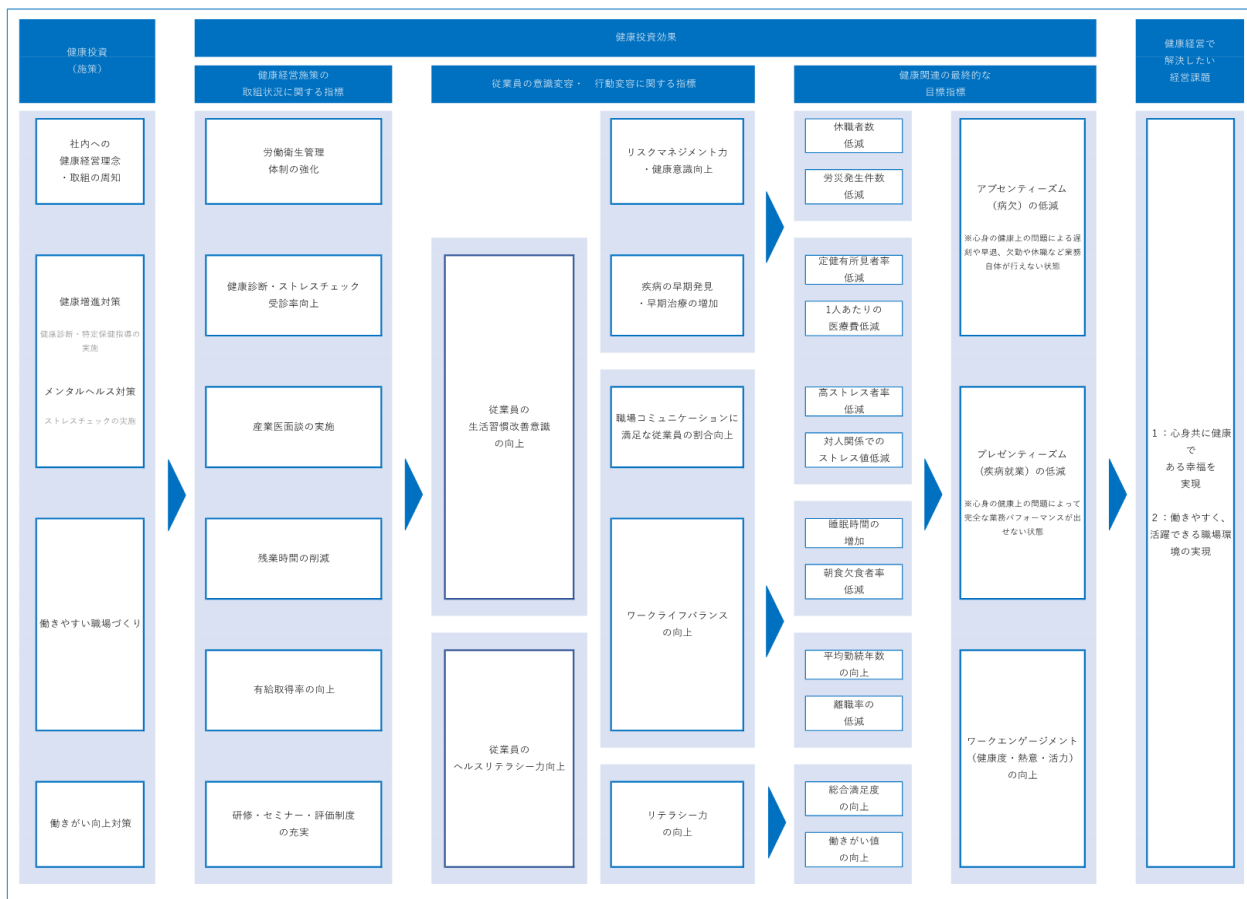 健康投資
（施策）
健康投資効果
健康経営で
解決したい
経営課題
健康経営施策の
取組状況に関する指標
従業員の意識変容・　行動変容に関する指標
健康関連の最終的な
目標指標
社内への
健康経営理念
・取組の周知
健康増進対策
健康診断・特定保健指導の
実施
メンタルヘルス対策
ストレスチェックの実施
働きやすい職場づくり
働きがい向上対策
労働衛生管理
体制の強化
健康診断・ストレスチェック
受診率向上
産業医面談の実施
残業時間の削減
有給取得率の向上
研修・セミナー・評価制度
の充実
従業員の
生活習慣改善意識
の向上
従業員の
ヘルスリテラシー力向上
リスクマネジメント力
・健康意識向上
疾病の早期発見
・早期治療の増加
職場コミュニケーションに
満足な従業員の割合向上
ワークライフバランス
の向上
リテラシー力
の向上
休職者数
低減
労災発生件数
低減
定健有所見者率
低減
1人あたりの
医療費低減
高ストレス者率
低減
対人関係での
ストレス値低減
睡眠時間の
増加
朝食欠食者率
低減
平均勤続年数
の向上
離職率の
低減
総合満足度
の向上
働きがい値
の向上
アプセンティーズム
（病欠）の低減
※心身の健康上の問題による遅
刻や早退、欠勤や休職など業務
自体が行えない状態
プレゼンティーズム
（疾病就業）の低減
※心身の健康上の問題によって
完全な業務パフォーマンスが出
せない状態
ワークエンゲージメント
（健康度・熱意・活力）
の向上
1：心身共に健康
で
ある幸福を
実現
2：働きやすく、
活躍できる職場環
境の実現